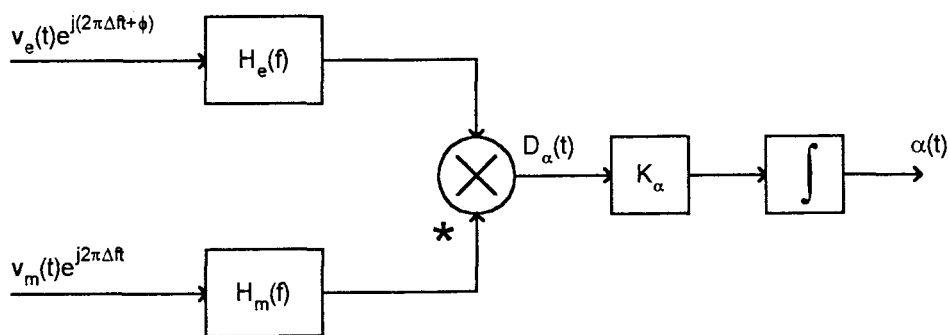 v_e(t)e^{j(2πΔft+ϕ)}
H_e(f)
D_α(t)
K_α
∫
α(t)
*
v_m(t)e^{j2πΔft}
H_m(f)